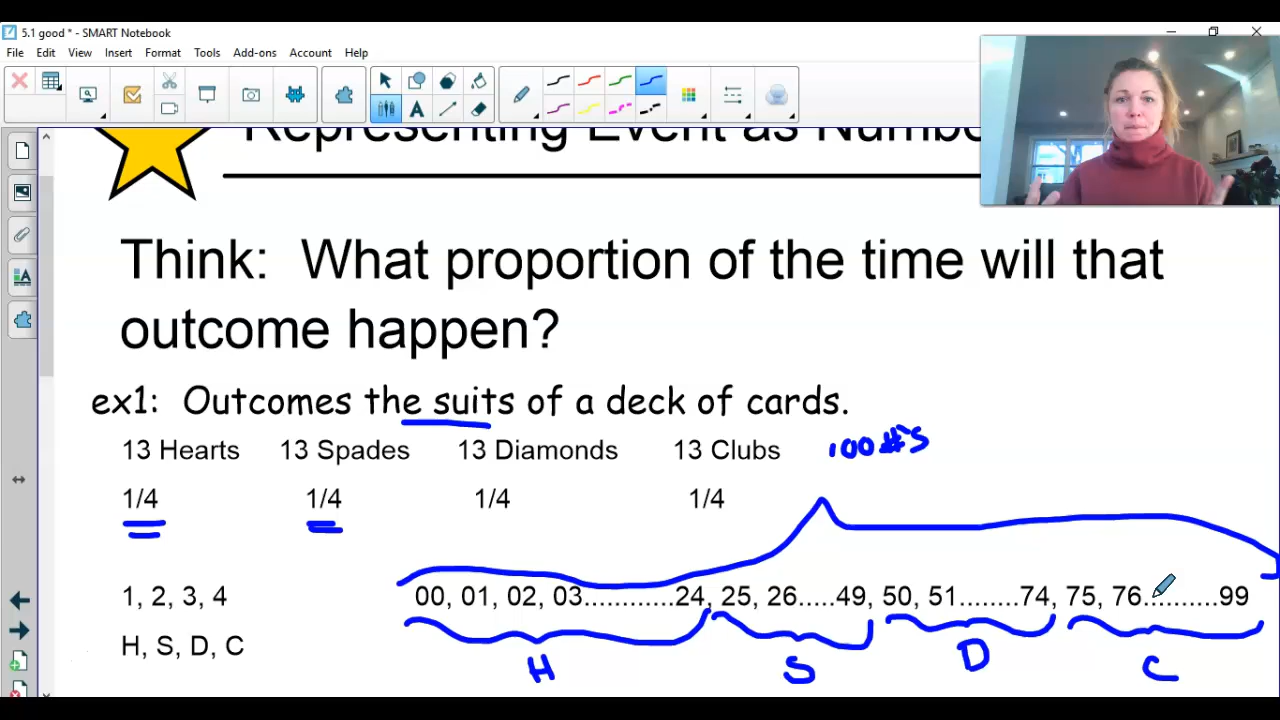 5.1 good * - SMART Notebook
File Edit View Insert Format Tools Add-ons Account Help
Representing Event as Numbe
Think: What proportion of the time will that
outcome happen?
ex1: Outcomes the suits of a deck of cards.
13 Hearts 13 Spades 13 Diamonds 13 Clubs 100 #'s
1/4 1/4 1/4 1/4
1, 2, 3, 4 00, 01, 02, 03............24, 25, 26.....49, 50, 51........74, 75, 76..........99
H, S, D, C H S D C